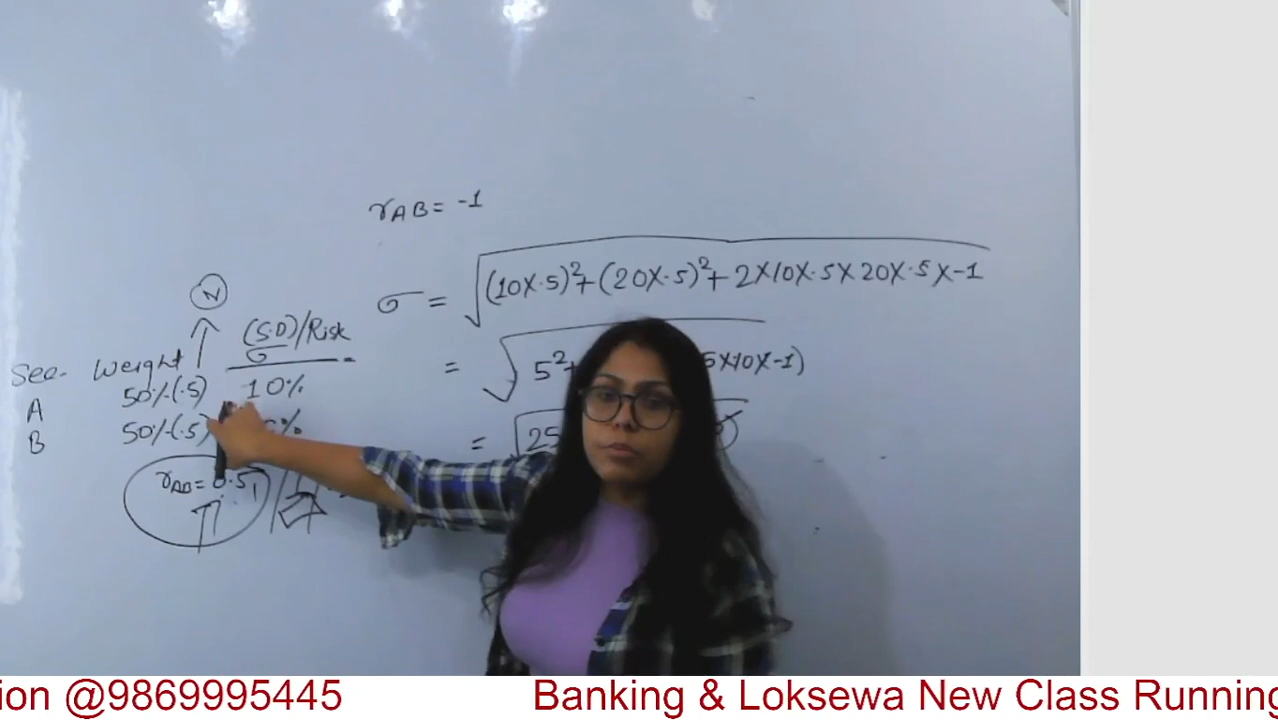 rAB = -1
σ = √(10X.5)²+(20X.5)²+2X10X.5X20X.5X-1
N
(S.D)/Risk
Sec. Weight σ
= √5²+ 5X10X-1)
A 50%(.5) 10%
B 50%(.5) %
= √25
rAB = 0.5
ion @9869995445 Banking & Loksewa New Class Running